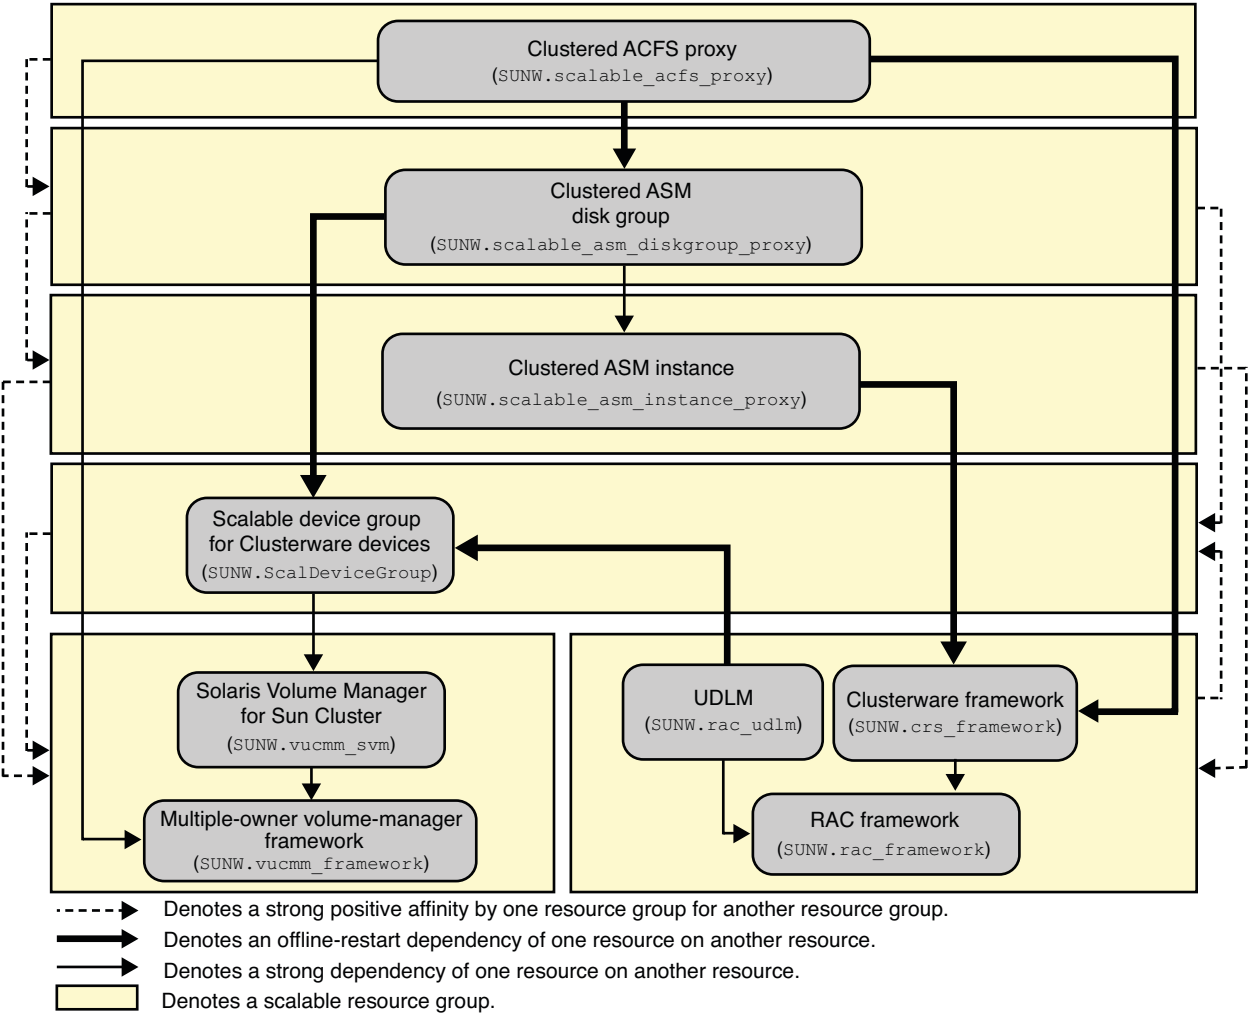 Clustered ACFS proxy
(SUNW.scalable_acfs_proxy)
Clustered ASM
disk group
(SUNW.scalable_asm_diskgroup_proxy)
Clustered ASM instance
(SUNW.scalable_asm_instance_proxy)
Scalable device group
for Clusterware devices
(SUNW.ScalDeviceGroup)
Solaris Volume Manager
for Sun Cluster
(SUNW.vucmm_svm)
Multiple-owner volume-manager
framework
(SUNW.vucmm_framework)
UDLM
(SUNW.rac_udlm)
Clusterware framework
(SUNW.crs_framework)
RAC framework
(SUNW.rac_framework)
Denotes a strong positive affinity by one resource group for another resource group.
Denotes an offline-restart dependency of one resource on another resource.
Denotes a strong dependency of one resource on another resource.
Denotes a scalable resource group.